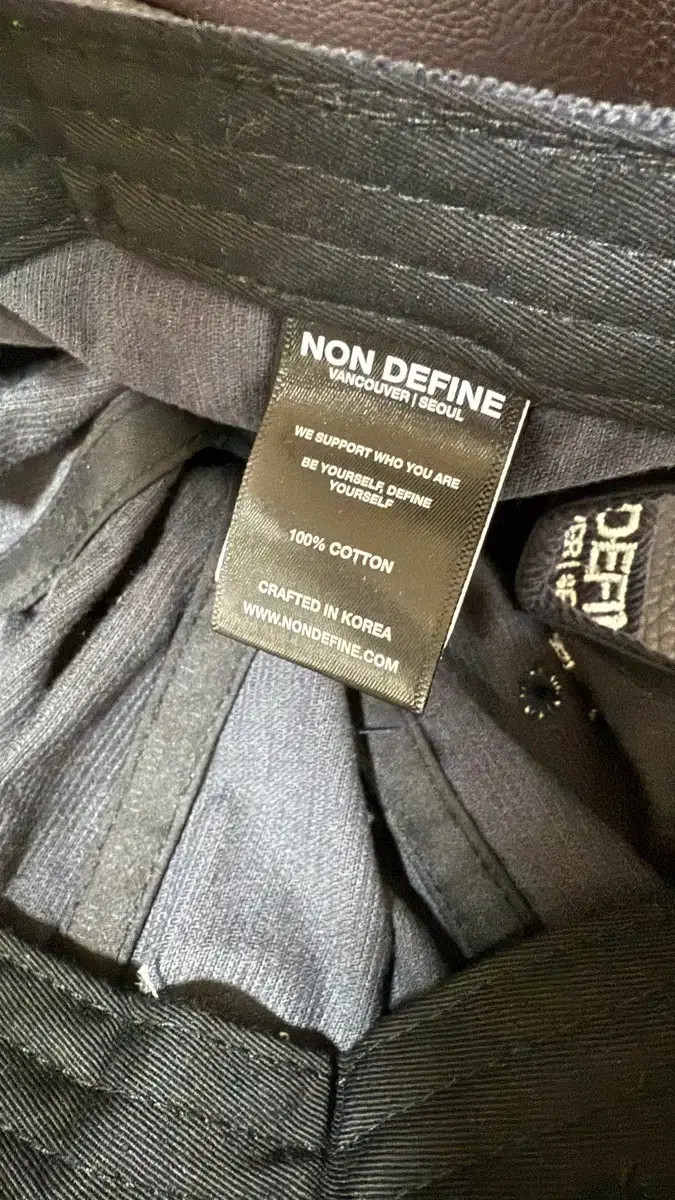 NON DEFINE
VANCOUVER | SEOUL
WE SUPPORT WHO YOU ARE
BE YOURSELF, DEFINE
YOURSELF
100% COTTON
CRAFTED IN KOREA
WWW.NONDEFINE.COM